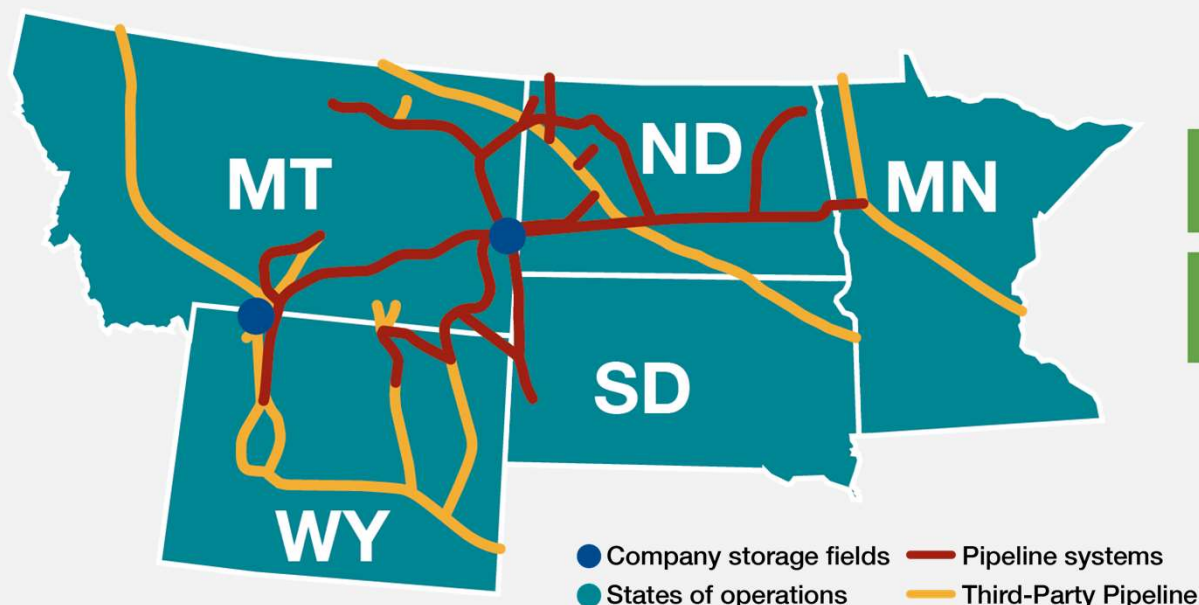 MT
ND
MN
SD
WY
Company storage fields
Pipeline systems
States of operations
Third-Party Pipeline